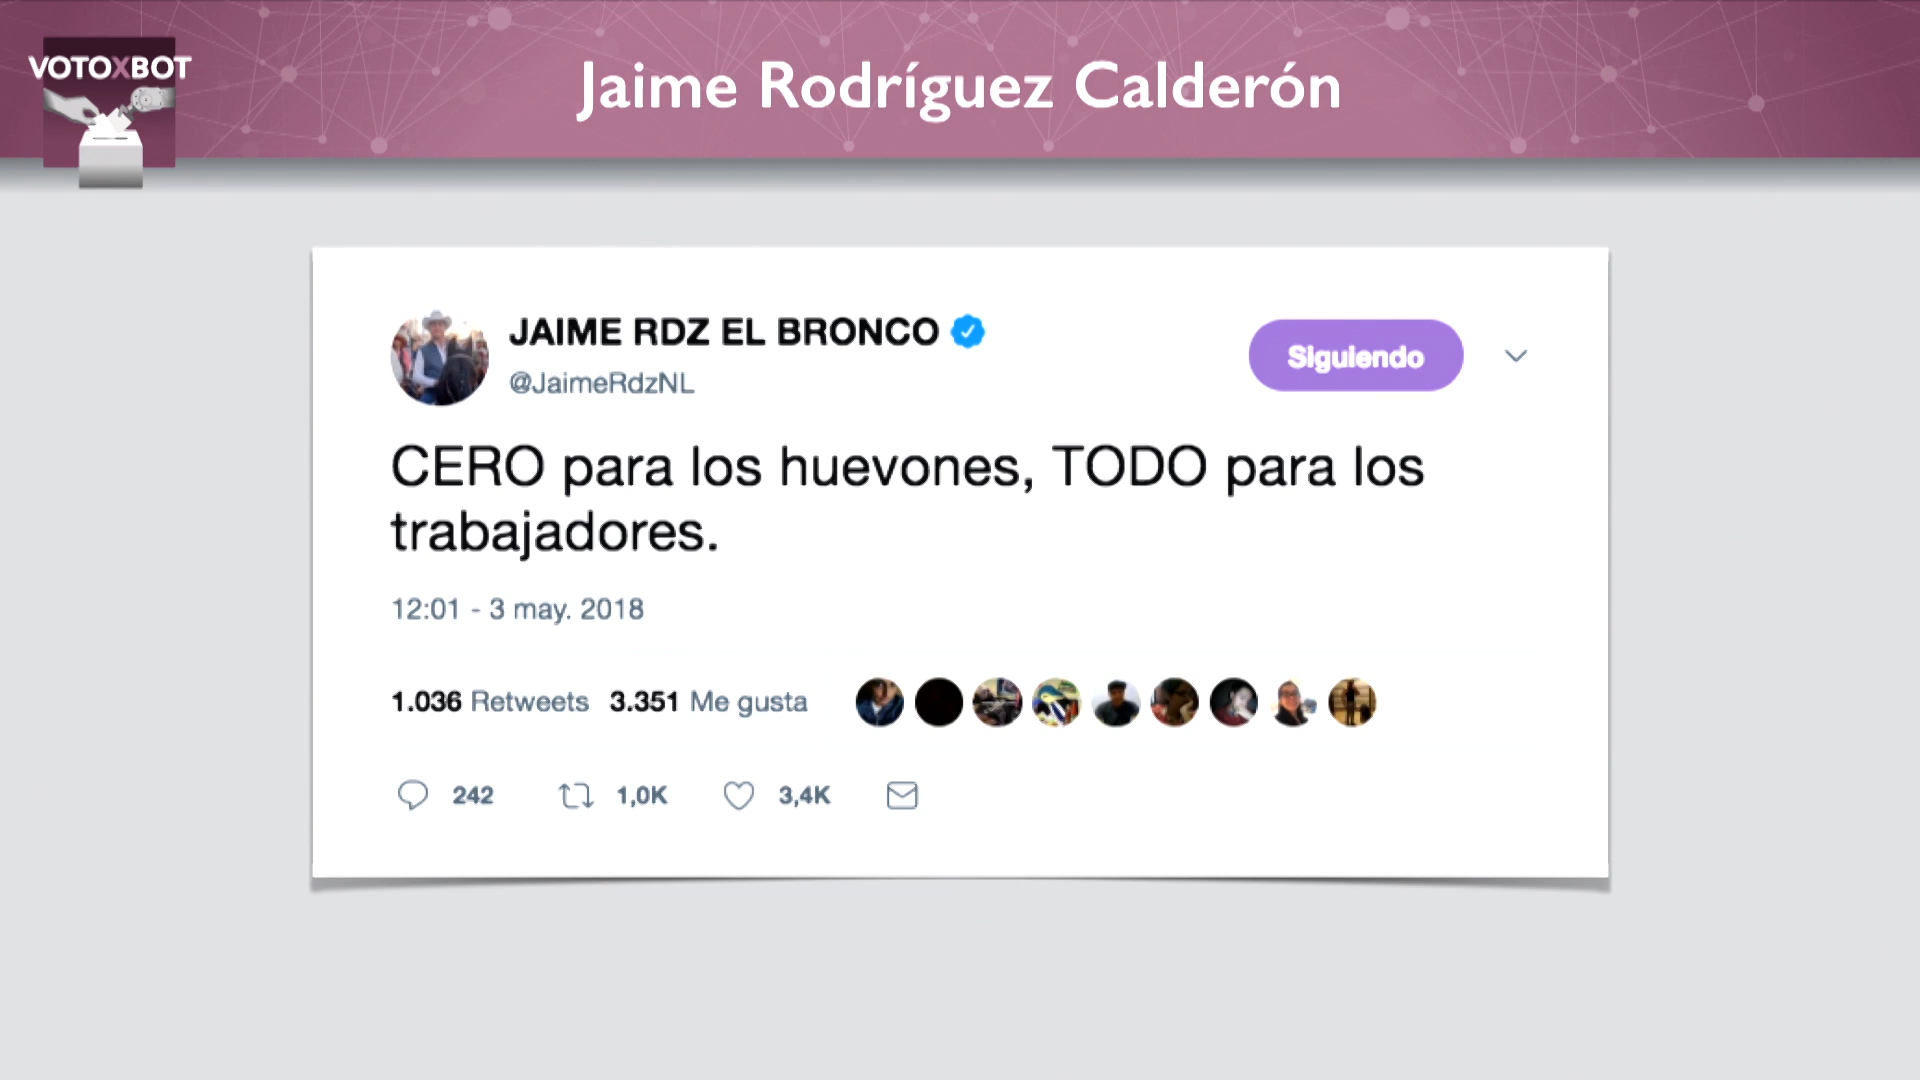 VOTOXBOT
Jaime Rodríguez Calderón
JAIME RDZ EL BRONCO
@JaimeRdzNL
Siguiendo
CERO para los huevones, TODO para los
trabajadores.
12:01 - 3 may. 2018
1.036 Retweets 3.351 Me gusta
242 1,0K 3,4K